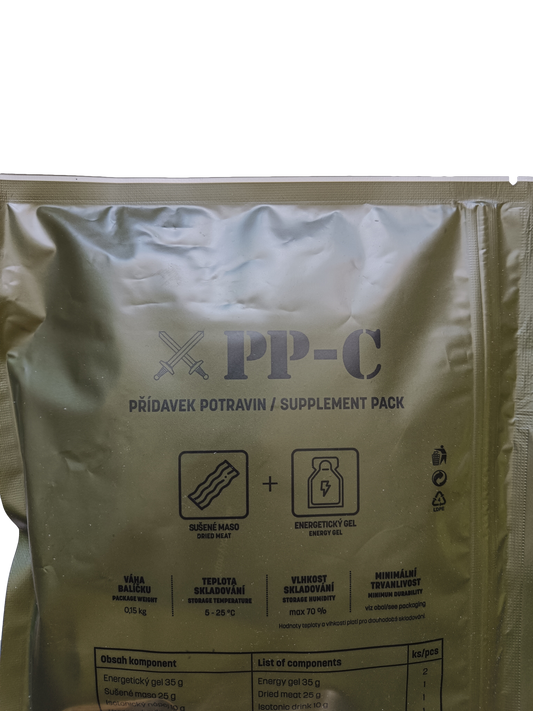 PP-C
PŘÍDAVEK POTRAVIN / SUPPLEMENT PACK
SUŠENÉ MASO
DRIED MEAT
+
ENERGETICKÝ GEL
ENERGY GEL
LDPE
VÁHA BALÍČKU
PACKAGE WEIGHT
0,15 kg
TEPLOTA SKLADOVÁNÍ
STORAGE TEMPERATURE
5 - 25 °C
VLHKOST SKLADOVÁNÍ
STORAGE HUMIDITY
max 70 %
MINIMÁLNÍ TRVANLIVOST
MINIMUM DURABILITY
viz obal/see packaging
Hodnoty teploty a vlhkosti platí pro dlouhodobé skladování
Obsah komponent List of components ks/pcs
Energetický gel 35 g Energy gel 35 g 2
Sušené maso 25 g Dried meat 25 g 1
Isotonic drink 10 g 1